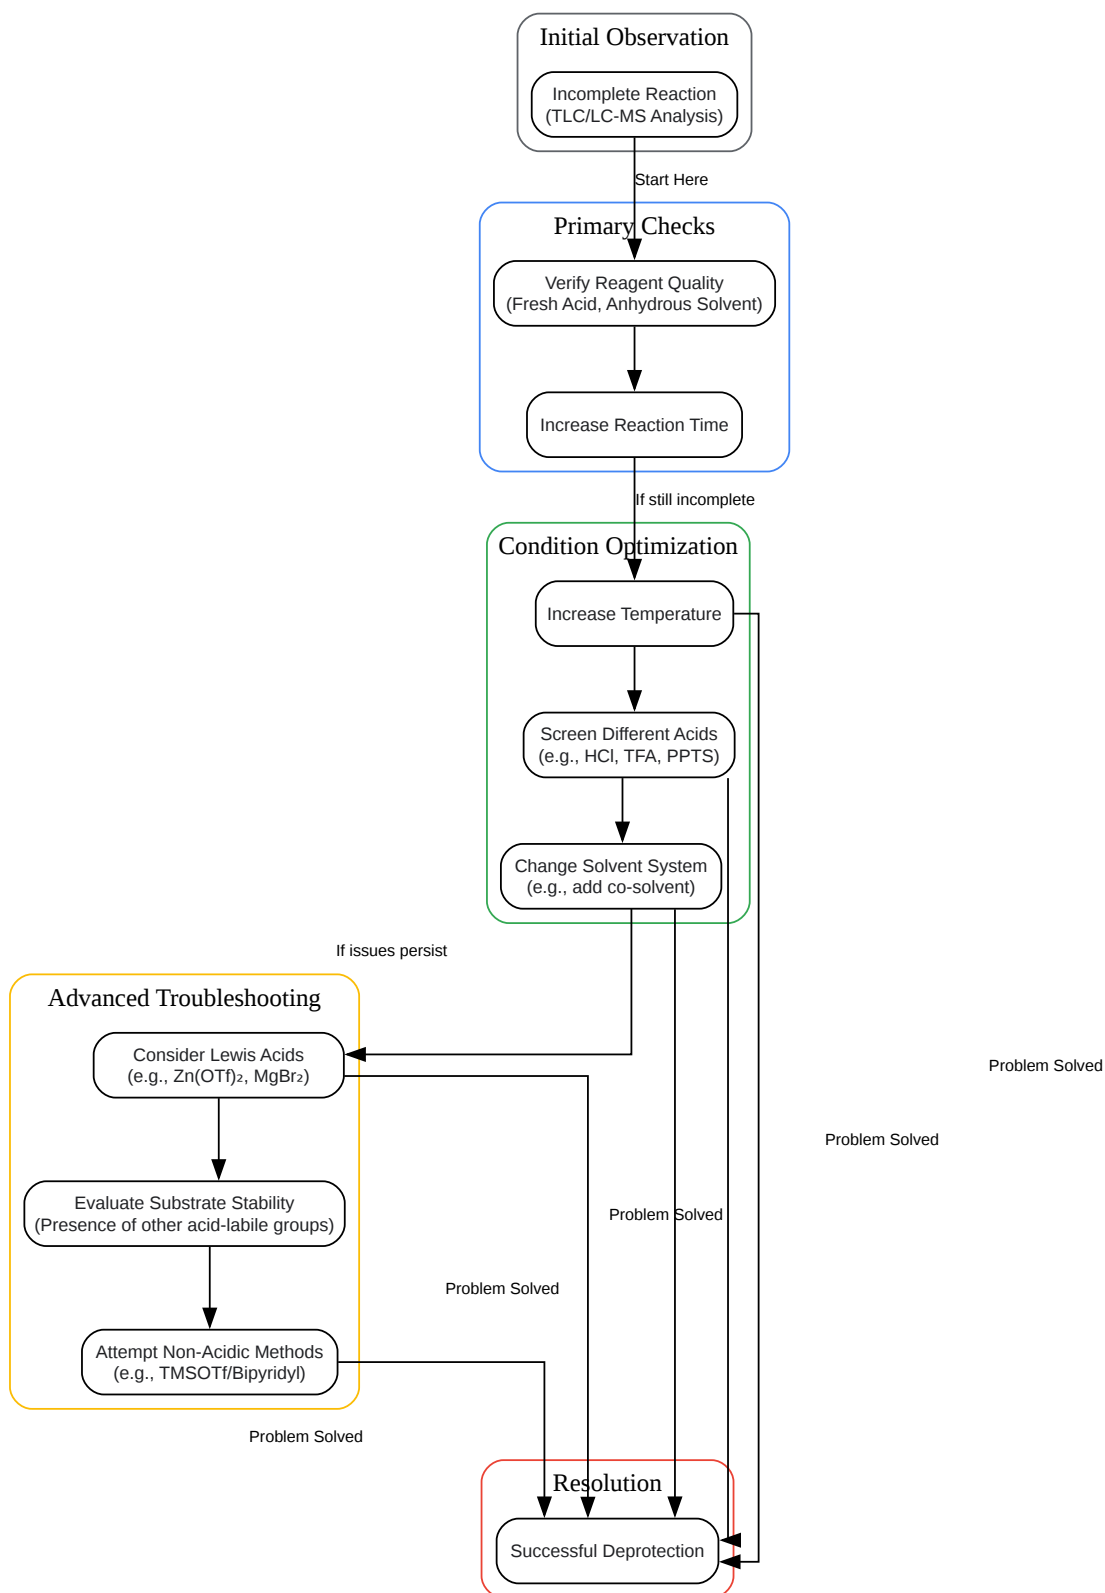 Initial Observation
Incomplete Reaction
(TLC/LC-MS Analysis)
Start Here
Primary Checks
Verify Reagent Quality
(Fresh Acid, Anhydrous Solvent)
Increase Reaction Time
If still incomplete
Condition Optimization
Increase Temperature
Screen Different Acids
(e.g., HCl, TFA, PPTS)
Change Solvent System
(e.g., add co-solvent)
If issues persist
Advanced Troubleshooting
Consider Lewis Acids
(e.g., Zn(OTf)₂, MgBr₂)
Problem Solved
Problem Solved
Evaluate Substrate Stability
(Presence of other acid-labile groups)
Problem Solved
Problem Solved
Attempt Non-Acidic Methods
(e.g., TMSOTf/Bipyridyl)
Problem Solved
Resolution
Successful Deprotection